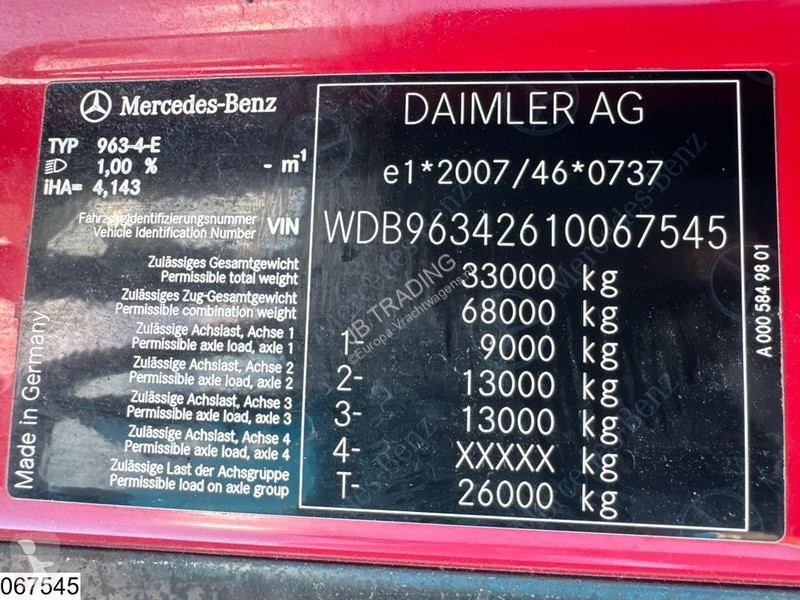 Mercedes-Benz
TYP 963-4-E
1,00 % - m-1
iHA= 4,143
Fahrzeugidentifizierungsnummer
Vehicle Identification Number VIN
Zulässiges Gesamtgewicht
Permissible total weight
Zulässiges Zug-Gesamtgewicht
Permissible combination weight
Zulässige Achslast, Achse 1
Permissible axle load, axle 1
Zulässige Achslast, Achse 2
Permissible axle load, axle 2
Zulässige Achslast, Achse 3
Permissible axle load, axle 3
Zulässige Achslast, Achse 4
Permissible axle load, axle 4
Zulässige Last der Achsgruppe
Permissible load on axle group
DAIMLER AG
e1*2007/46*0737
WDB96342610067545
33000 kg
68000 kg
1- 9000 kg
2- 13000 kg
3- 13000 kg
4- XXXXX kg
T- 26000 kg
Made in Germany
A 000 584 98 01
JB TRADING
©Europa Vrachtwagens
067545